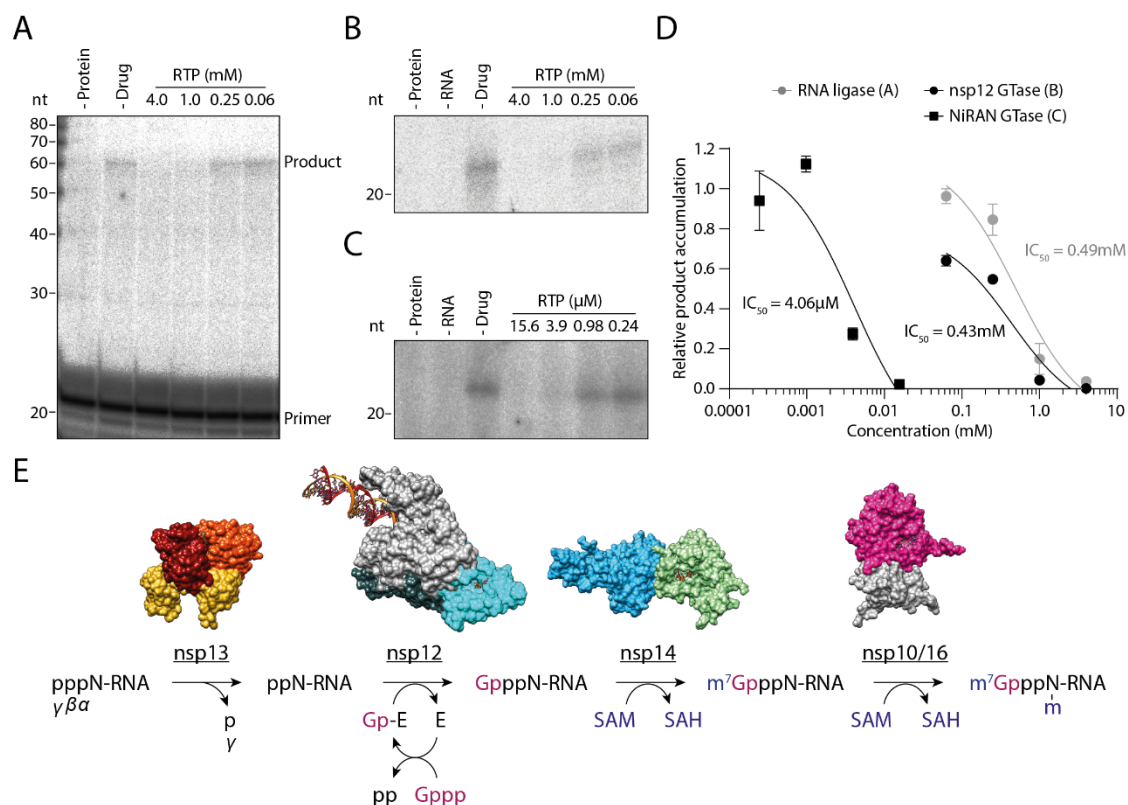 A
- Protein
- Drug
RTP (mM)
4.0 1.0 0.25 0.06
nt
80-
70-
60-
50-
40-
30-
20-
Product
Primer
B
- Protein
- RNA
- Drug
RTP (mM)
4.0 1.0 0.25 0.06
nt
20-
C
- Protein
- RNA
- Drug
RTP (µM)
15.6 3.9 0.98 0.24
nt
20-
D
RNA ligase (A)
nsp12 GTase (B)
NiRAN GTase (C)
Relative product accumulation
1.2
1.0
0.8
0.6
0.4
0.2
0.0
IC50 = 4.06µM
IC50 = 0.43mM
IC50 = 0.49mM
0.0001 0.001 0.01 0.1 1.0 10
Concentration (mM)
E
nsp13 nsp12 nsp14 nsp10/16
pppN-RNA ppN-RNA GpppN-RNA m⁷GpppN-RNA m⁷GpppN-RNA
γβα p Gp-E E SAM SAH SAM SAH m
γ
pp Gppp